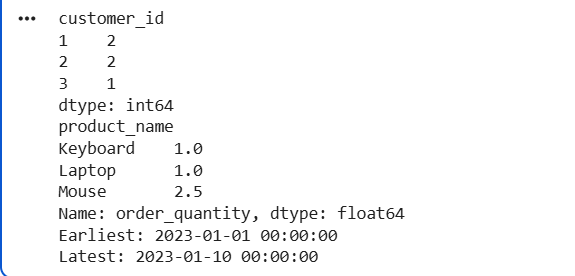 customer_id
1    2
2    2
3    1
dtype: int64
product_name
Keyboard    1.0
Laptop      1.0
Mouse       2.5
Name: order_quantity, dtype: float64
Earliest: 2023-01-01 00:00:00
Latest: 2023-01-10 00:00:00